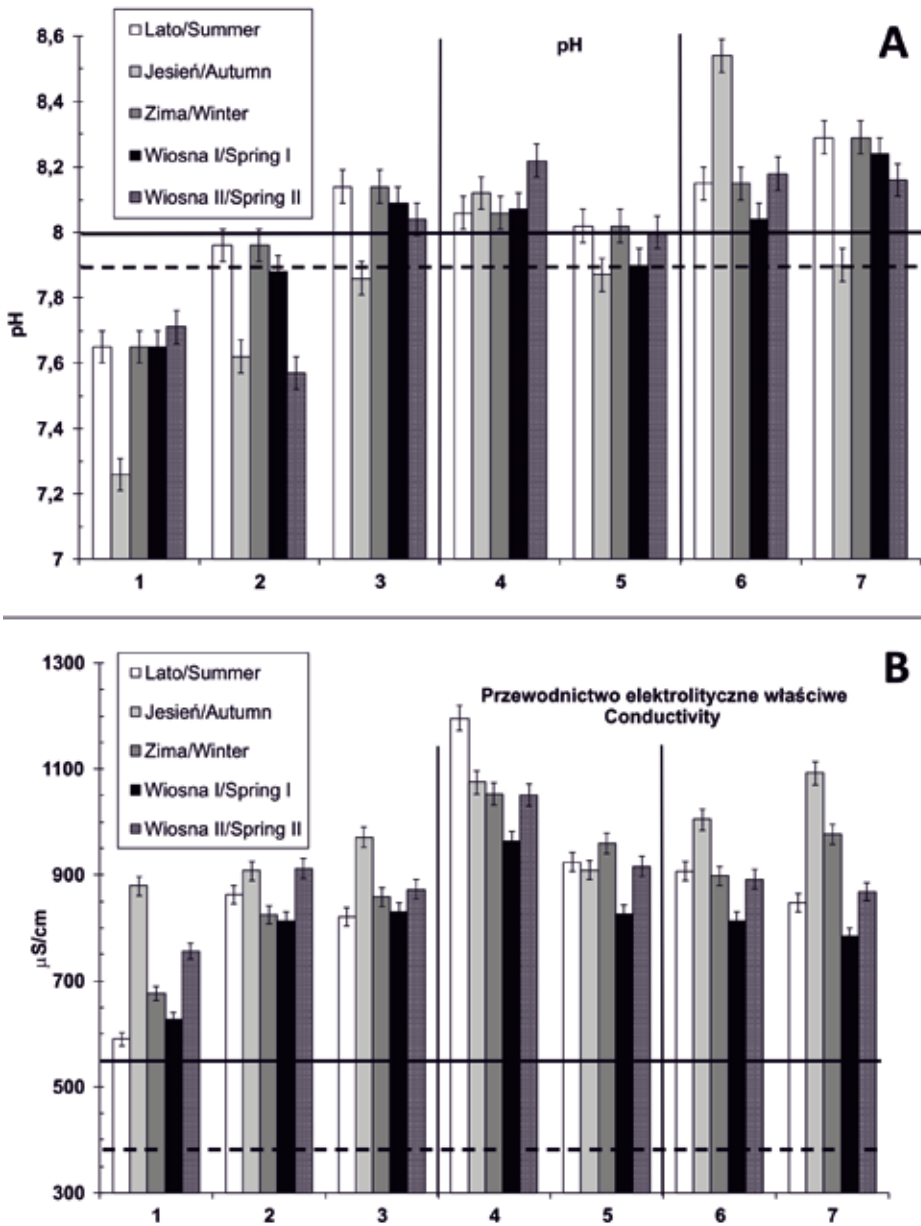 8,6
8,4
8,2
8
7,8
7,6
7,4
7,2
7
pH
Lato/Summer
Jesień/Autumn
Zima/Winter
Wiosna I/Spring I
Wiosna II/Spring II
pH
A
1 2 3 4 5 6 7
1300
1100
900
700
500
300
µS/cm
Lato/Summer
Jesień/Autumn
Zima/Winter
Wiosna I/Spring I
Wiosna II/Spring II
Przewodnictwo elektrolityczne właściwe
Conductivity
B
1 2 3 4 5 6 7